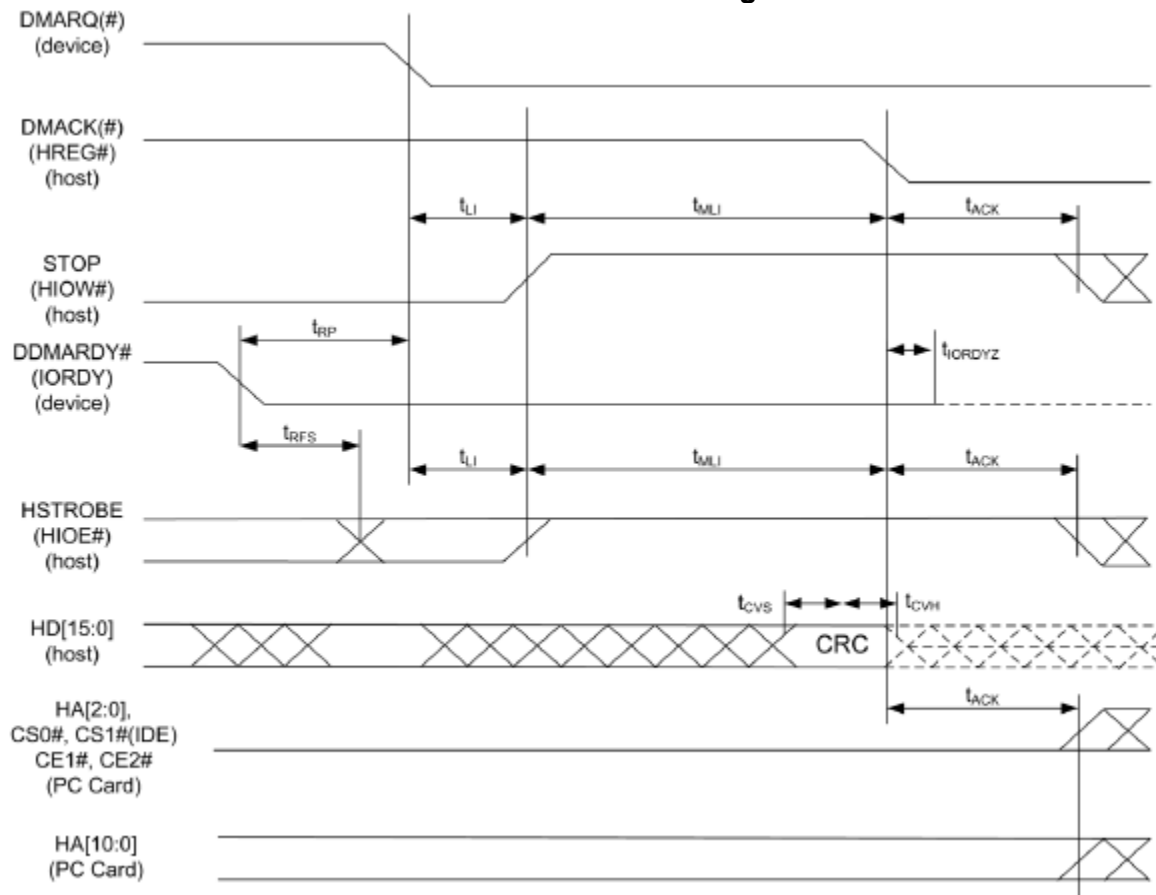 DMARQ(#)
(device)
DMACK(#)
(HREG#)
(host)
tLI
tMLI
tACK
STOP
(HIOW#)
(host)
tRP
DDMARDY#
(IORDY)
(device)
tIORDYZ
tRFS
tLI
tMLI
tACK
HSTROBE
(HIOE#)
(host)
tCVS
tCVH
HD[15:0]
(host)
CRC
HA[2:0],
CS0#, CS1#(IDE)
CE1#, CE2#
(PC Card)
tACK
HA[10:0]
(PC Card)